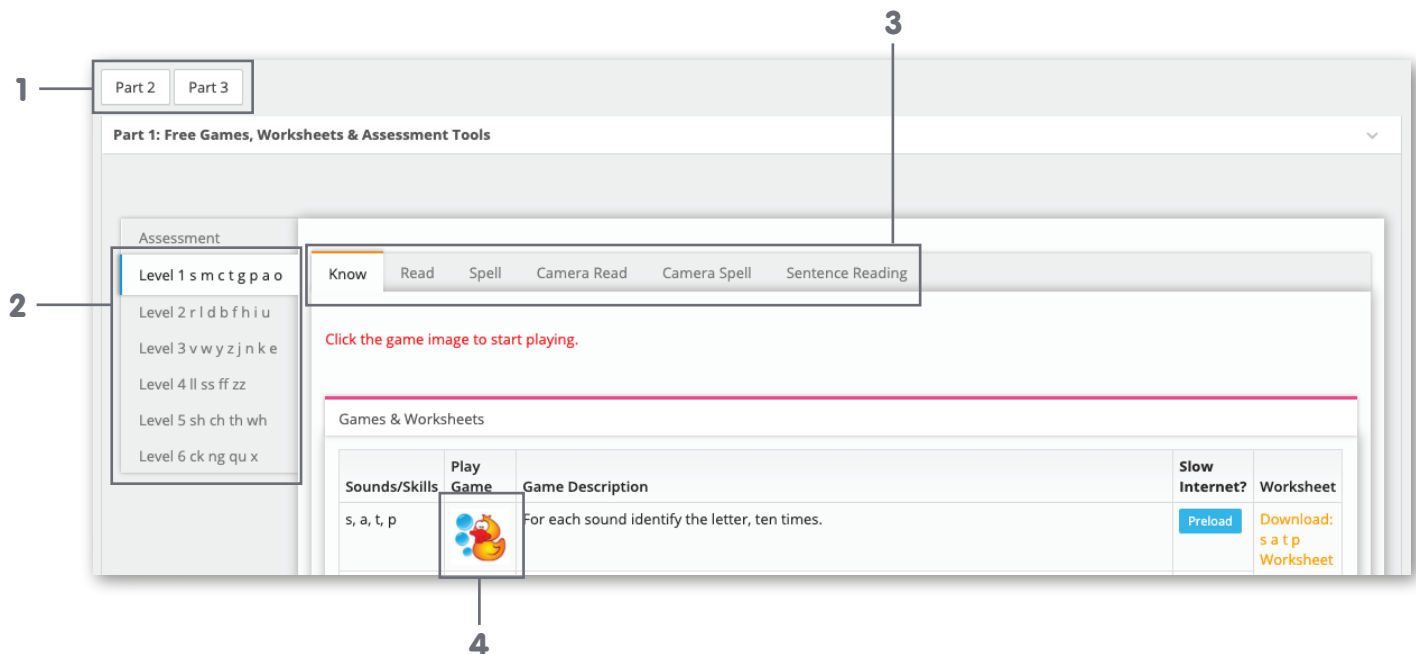 3
1
Part 2 Part 3
Part 1: Free Games, Worksheets & Assessment Tools
Assessment
2
Level 1 s m c t g p a o
Level 2 r l d b f h i u
Level 3 v w y z j n k e
Level 4 ll ss ff zz
Level 5 sh ch th wh
Level 6 ck ng qu x
Know Read Spell Camera Read Camera Spell Sentence Reading
Click the game image to start playing.
Games & Worksheets
Sounds/Skills
Play
Game
Game Description
Slow
Internet?
Worksheet
s, a, t, p
For each sound identify the letter, ten times.
Preload
Download:
s a t p
Worksheet
4